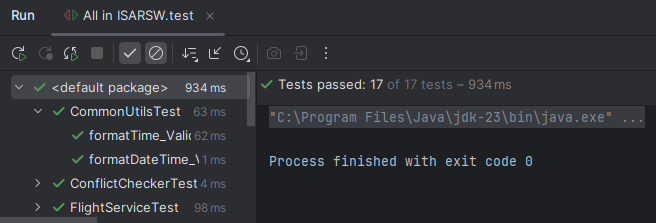 Run All in ISARSW.test
<default package> 934 ms
CommonUtilsTest 63 ms
formatTime_Valid 62 ms
formatDateTime_ 1 ms
ConflictCheckerTest 4 ms
FlightServiceTest 98 ms
Tests passed: 17 of 17 tests – 934 ms
"C:\Program Files\Java\jdk-23\bin\java.exe" ...
Process finished with exit code 0